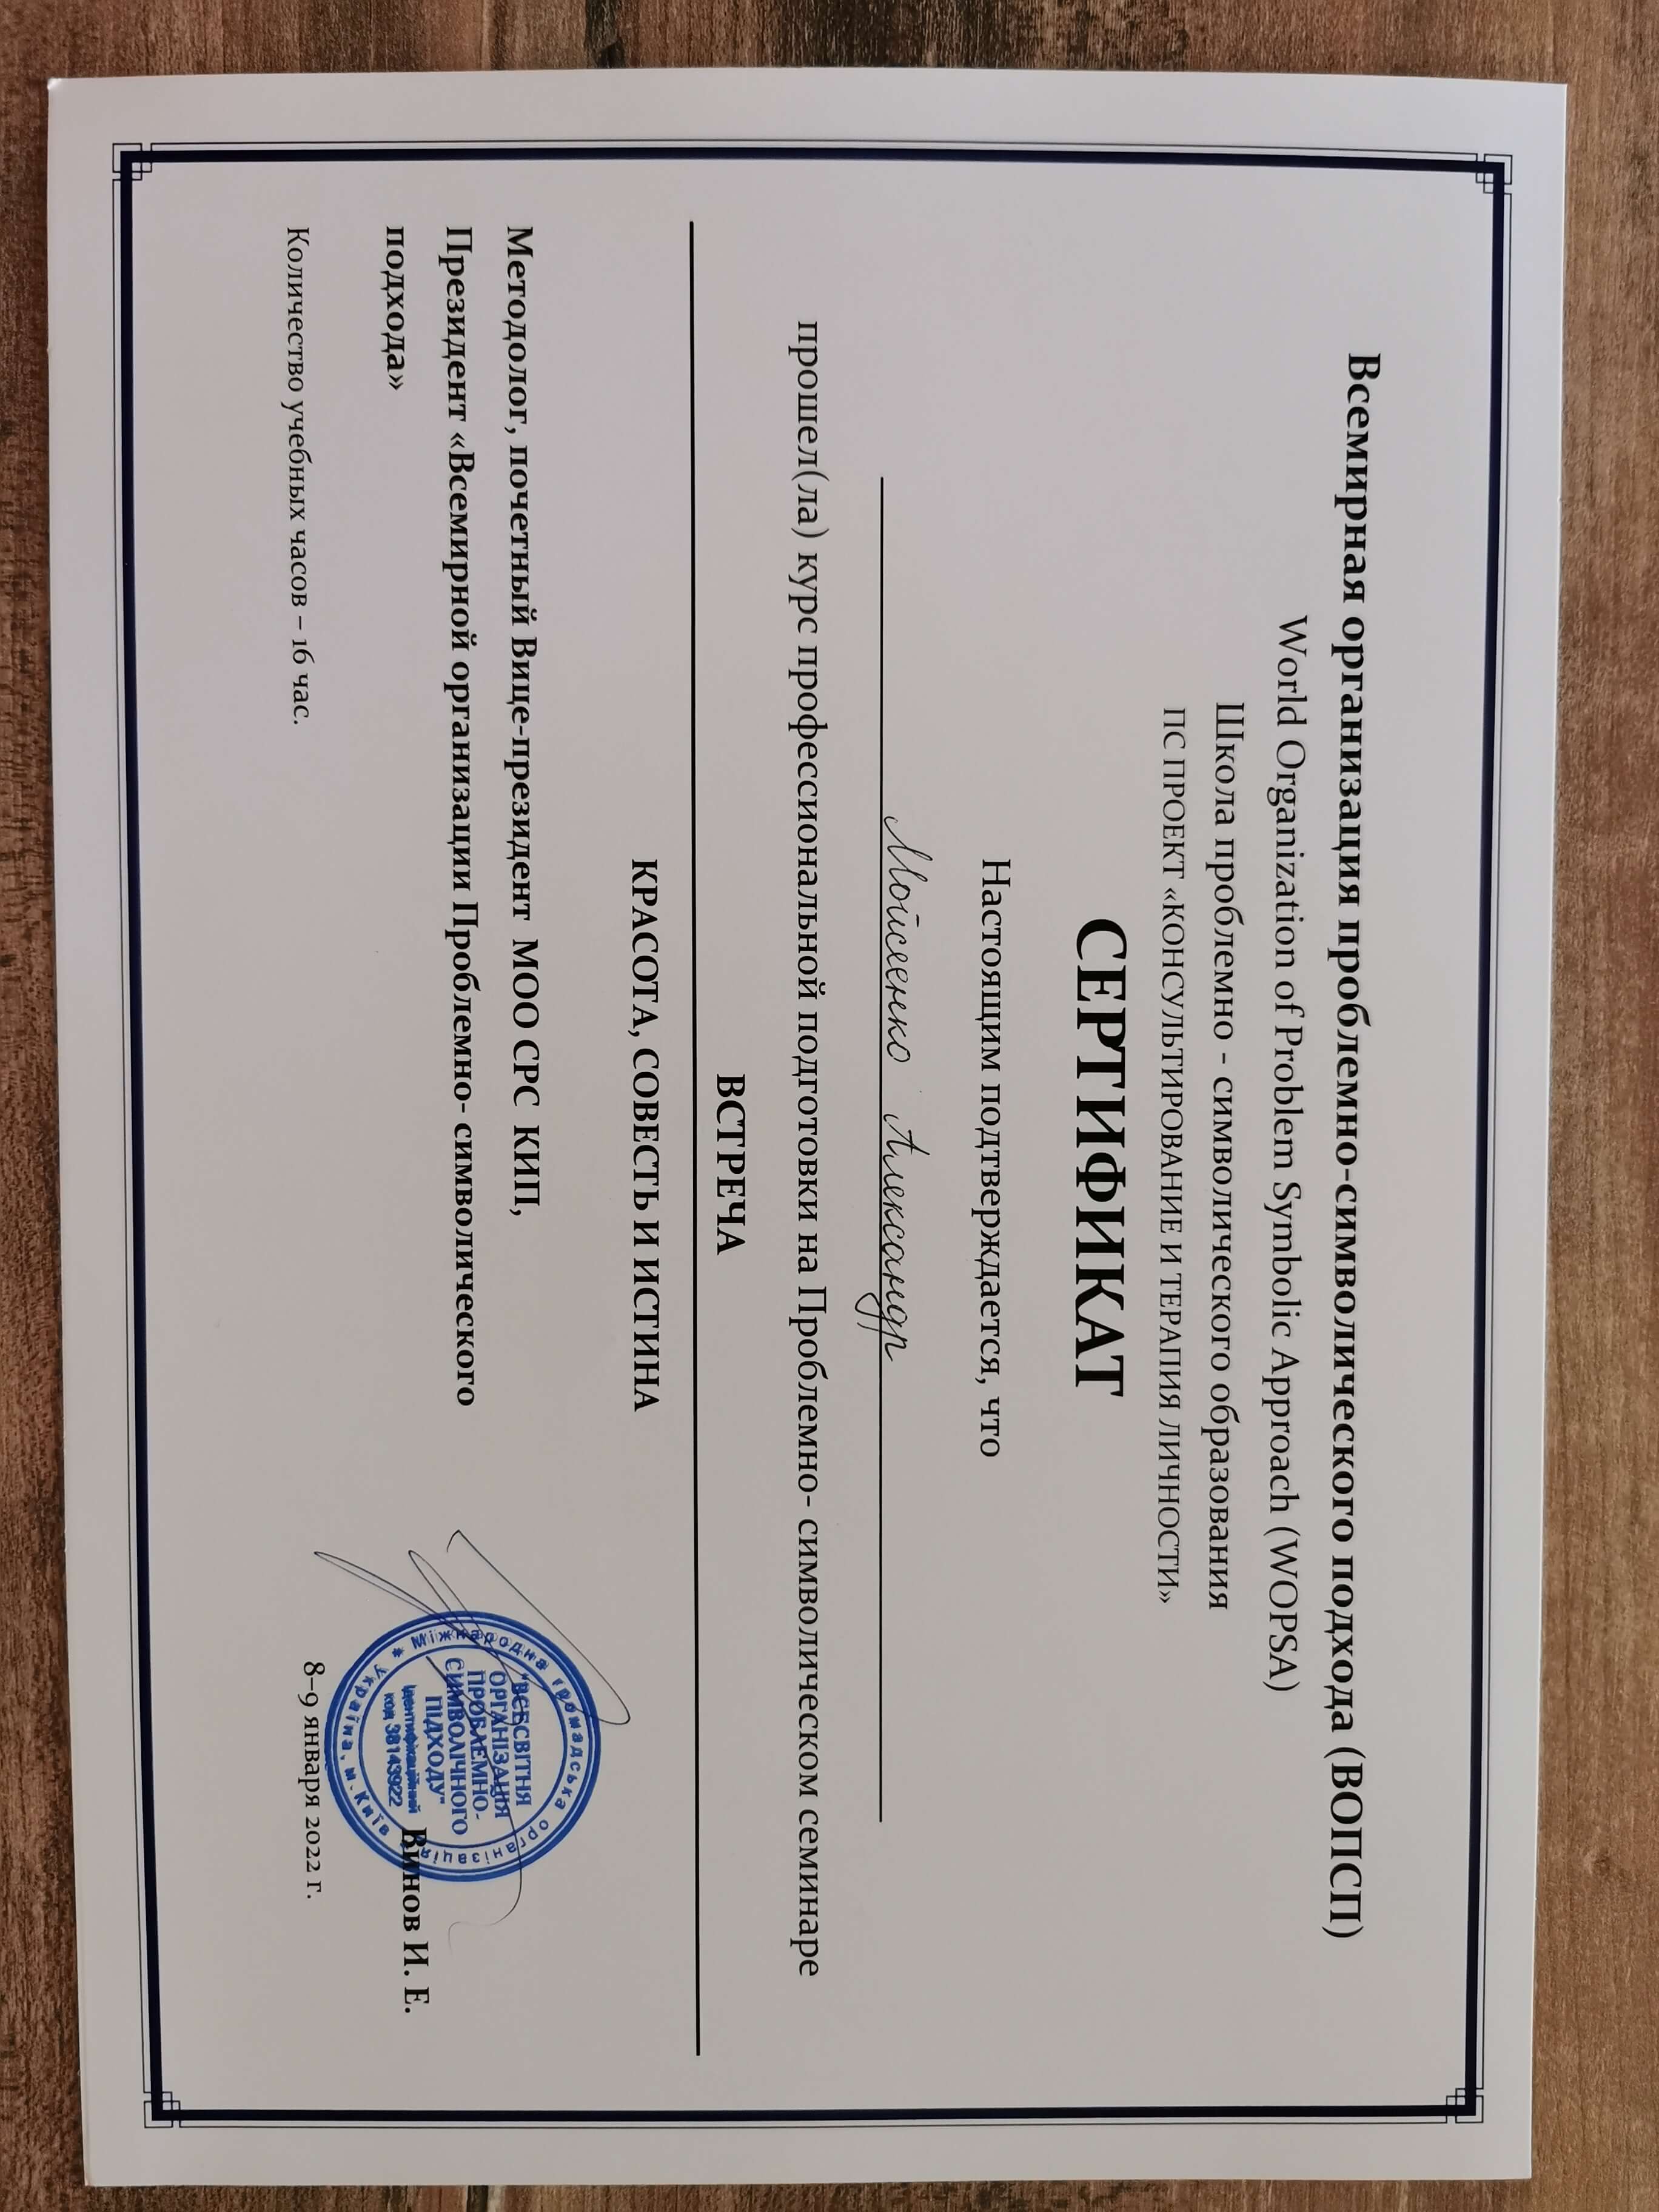 Всемирная организация проблемно-символического подхода (ВОПСП)
World Organization of Problem Symbolic Approach (WOPSA)
Школа проблемно - символического образования
ПС ПРОЕКТ «КОНСУЛЬТИРОВАНИЕ И ТЕРАПИЯ ЛИЧНОСТИ»
СЕРТИФИКАТ
Настоящим подтверждается, что
Мойсеенко Александр
прошел(ла) курс профессиональной подготовки на Проблемно- символическом семинаре
ВСТРЕЧА
КРАСОТА, СОВЕСТЬ И ИСТИНА
Методолог, почетный Вице-президент МОО СРС КИП,
Президент «Всемирной организации Проблемно- символического
подхода»
Винов И. Е.
Количество учебных часов – 16 час.
8–9 января 2022 г.
Міжнародна громадська організація
* Україна, м.Київ
"ВСЕСВІТНЯ
ОРГАНІЗАЦІЯ
ПРОБЛЕМНО-
СИМВОЛІЧНОГО
ПІДХОДУ"
Ідентифікаційний
код 38143922